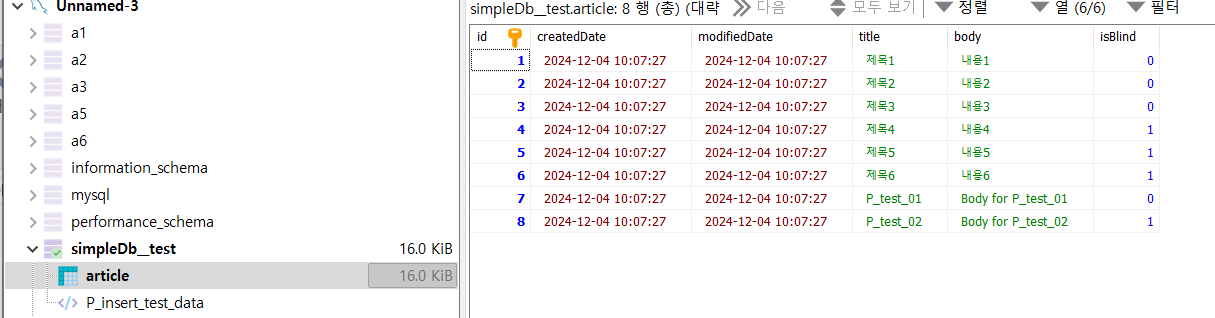 Unnamed-3
a1
a2
a3
a5
a6
information_schema
mysql
performance_schema
simpleDb__test 16.0 KiB
article 16.0 KiB
P_insert_test_data
simpleDb__test.article: 8 행 (총) (대략 다음 모두 보기 정렬 열 (6/6) 필터
id createdDate modifiedDate title body isBlind
1 2024-12-04 10:07:27 2024-12-04 10:07:27 제목1 내용1 0
2 2024-12-04 10:07:27 2024-12-04 10:07:27 제목2 내용2 0
3 2024-12-04 10:07:27 2024-12-04 10:07:27 제목3 내용3 0
4 2024-12-04 10:07:27 2024-12-04 10:07:27 제목4 내용4 1
5 2024-12-04 10:07:27 2024-12-04 10:07:27 제목5 내용5 1
6 2024-12-04 10:07:27 2024-12-04 10:07:27 제목6 내용6 1
7 2024-12-04 10:07:27 2024-12-04 10:07:27 P_test_01 Body for P_test_01 0
8 2024-12-04 10:07:27 2024-12-04 10:07:27 P_test_02 Body for P_test_02 1